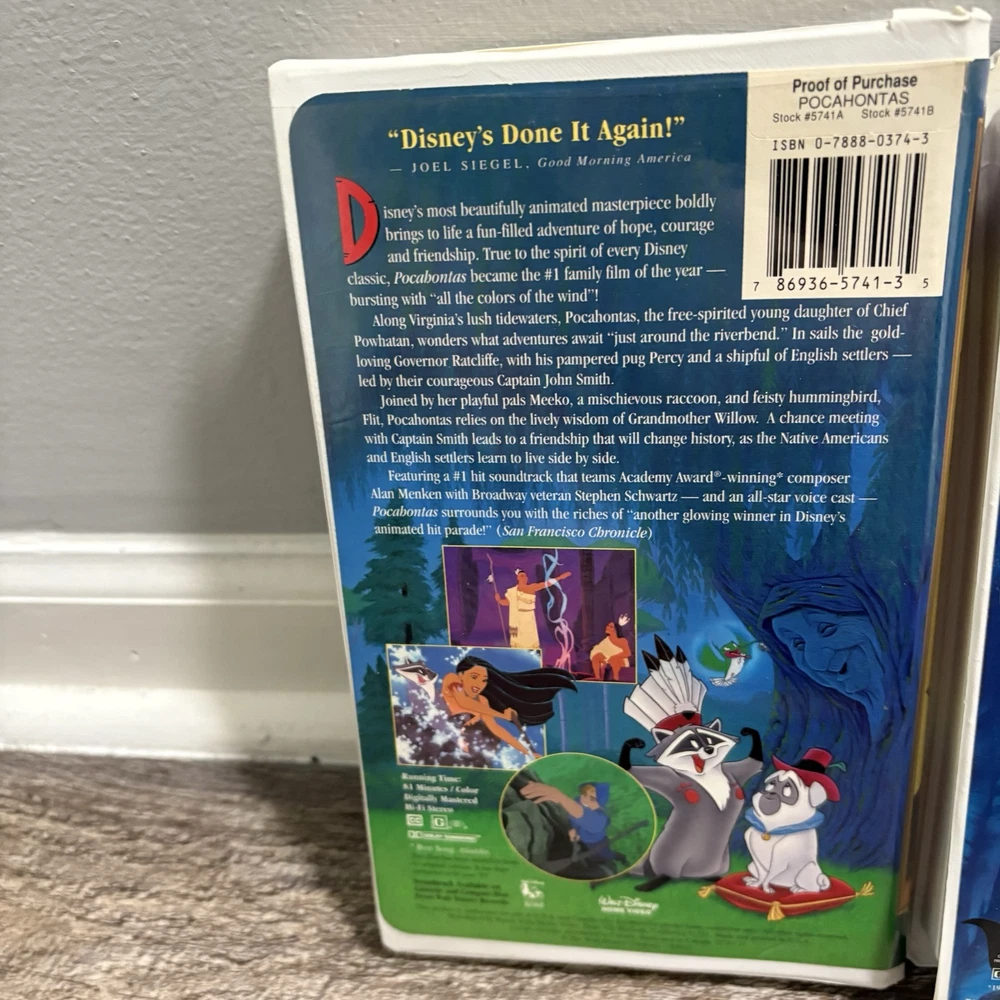 Proof of Purchase
POCAHONTAS
Stock #5741A Stock #5741B
ISBN 0-7888-0374-3
7 86936-5741-3 5
“Disney's Done It Again!”
— JOEL SIEGEL, Good Morning America
Disney's most beautifully animated masterpiece boldly
brings to life a fun-filled adventure of hope, courage
and friendship. True to the spirit of every Disney
classic, Pocahontas became the #1 family film of the year —
bursting with “all the colors of the wind”!
Along Virginia's lush tidewaters, Pocahontas, the free-spirited young daughter of Chief
Powhatan, wonders what adventures await “just around the riverbend.” In sails the gold-
loving Governor Ratcliffe, with his pampered pug Percy and a shipful of English settlers —
led by their courageous Captain John Smith.
Joined by her playful pals Meeko, a mischievous raccoon, and feisty hummingbird,
Flit, Pocahontas relies on the lively wisdom of Grandmother Willow. A chance meeting
with Captain Smith leads to a friendship that will change history, as the Native Americans
and English settlers learn to live side by side.
Featuring a #1 hit soundtrack that teams Academy Award®-winning* composer
Alan Menken with Broadway veteran Stephen Schwartz — and an all-star voice cast —
Pocahontas surrounds you with the riches of “another glowing winner in Disney's
animated hit parade!” (San Francisco Chronicle)
Running Time:
81 Minutes / Color
Digitally Mastered
Hi-Fi Stereo
CC G
Walt Disney
HOME VIDEO